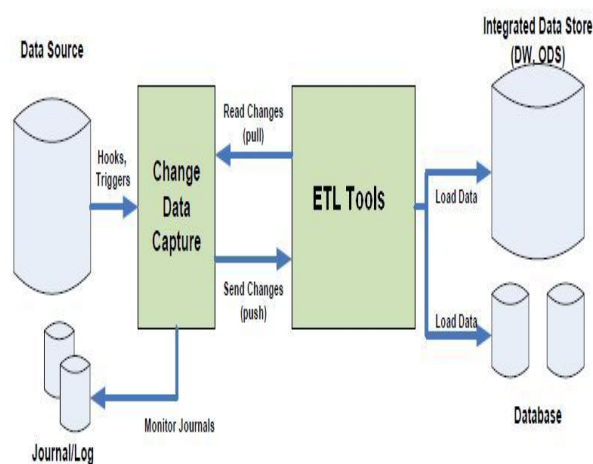 Data Source
Integrated Data Store
(DW, ODS)
Hooks,
Triggers
Change
Data
Capture
Read Changes
(pull)
Send Changes
(push)
ETL Tools
Load Data
Load Data
Monitor Journals
Journal/Log
Database